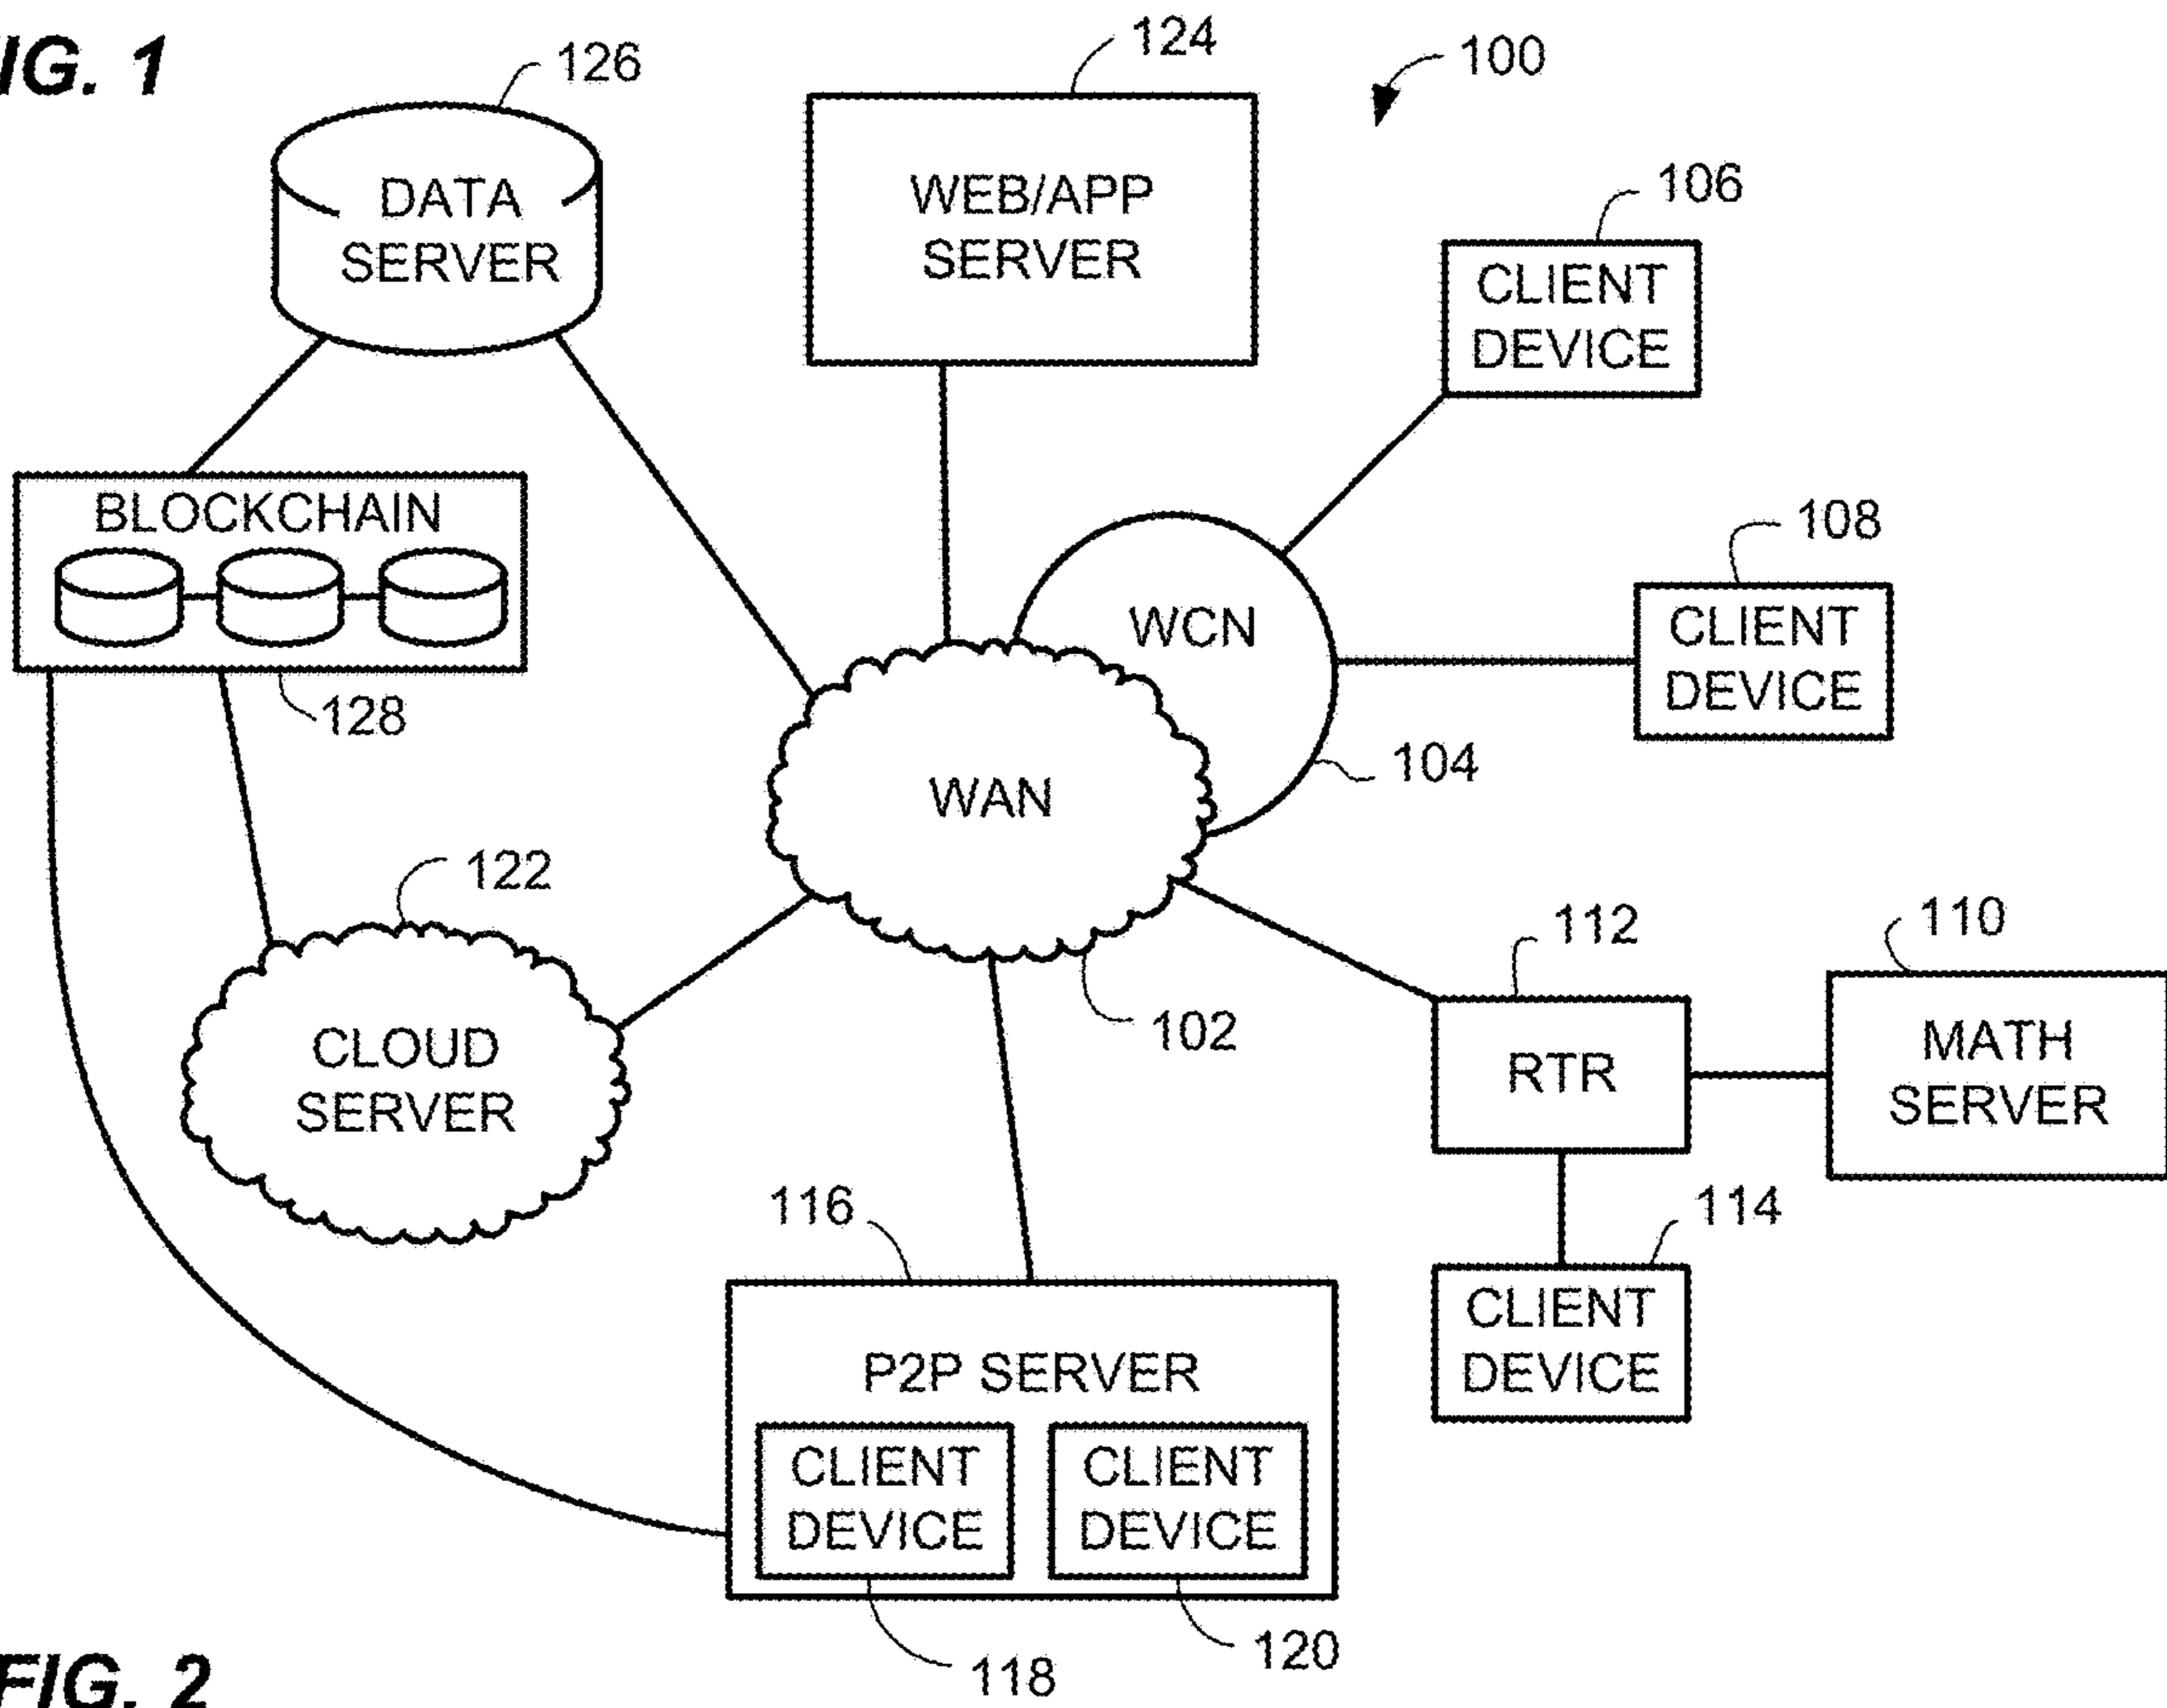 IG. 1
126
124
100
DATA
SERVER
WEB/APP
SERVER
106
CLIENT
DEVICE
BLOCKCHAIN
128
108
CLIENT
DEVICE
WCN
104
WAN
102
122
CLOUD
SERVER
112
RTR
110
MATH
SERVER
114
CLIENT
DEVICE
116
P2P SERVER
CLIENT
DEVICE
CLIENT
DEVICE
118
120
FIG. 2